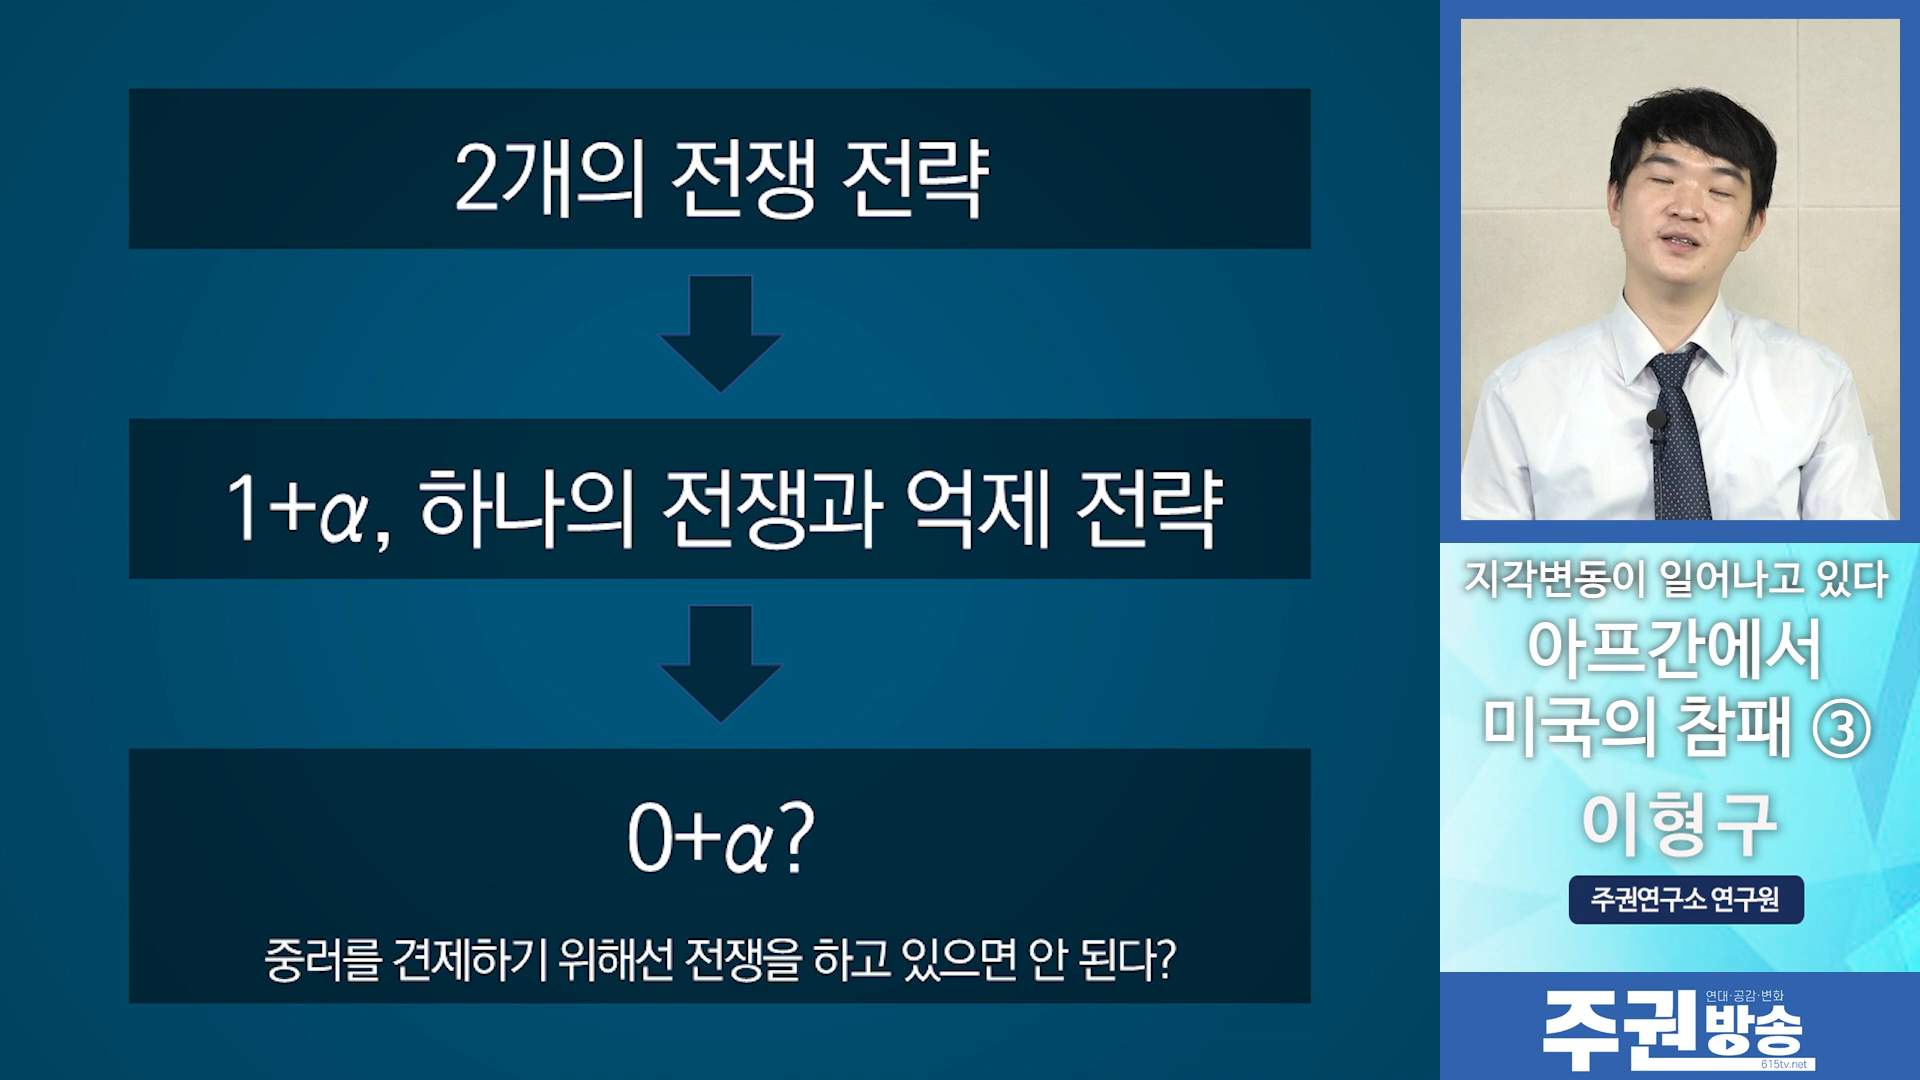 2개의 전쟁 전략
1+α, 하나의 전쟁과 억제 전략
0+α?
중러를 견제하기 위해선 전쟁을 하고 있으면 안 된다?
지각변동이 일어나고 있다
아프간에서
미국의 참패 ③
이형구
주권연구소 연구원
주권방송
연대·공감·변화
615tv.net